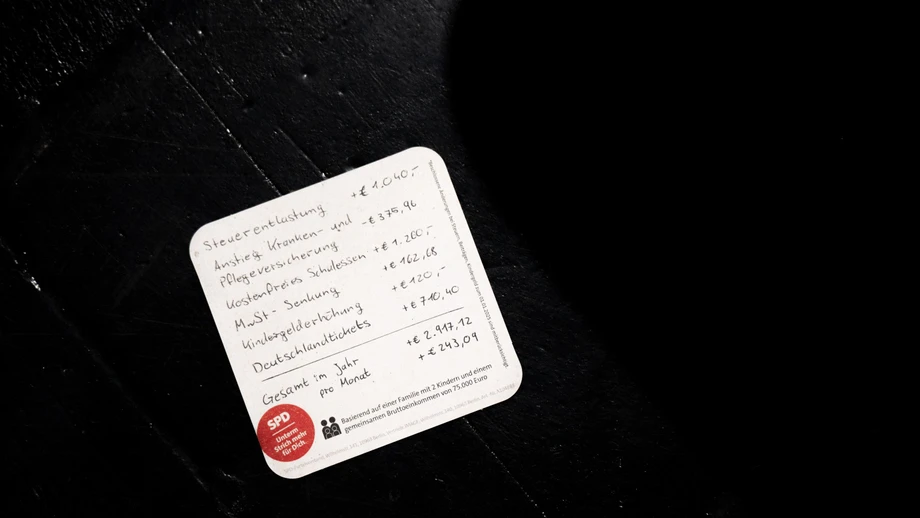 Steuerentlastung +€ 1.040,-
Anstieg Kranken- und
Pflegeversicherung -€ 375,96
Kostenfreies Schulessen +€ 1.260,-
MwSt- Senkung +€ 162,68
Kindergelderhöhung +€ 120,-
Deutschlandtickets +€ 710,40
Gesamt im Jahr +€ 2.917,12
pro Monat +€ 243,09
SPD
Unterm
Strich mehr
für Dich.
Basierend auf einer Familie mit 2 Kindern und einem
gemeinsamen Bruttoeinkommen von 75.000 Euro